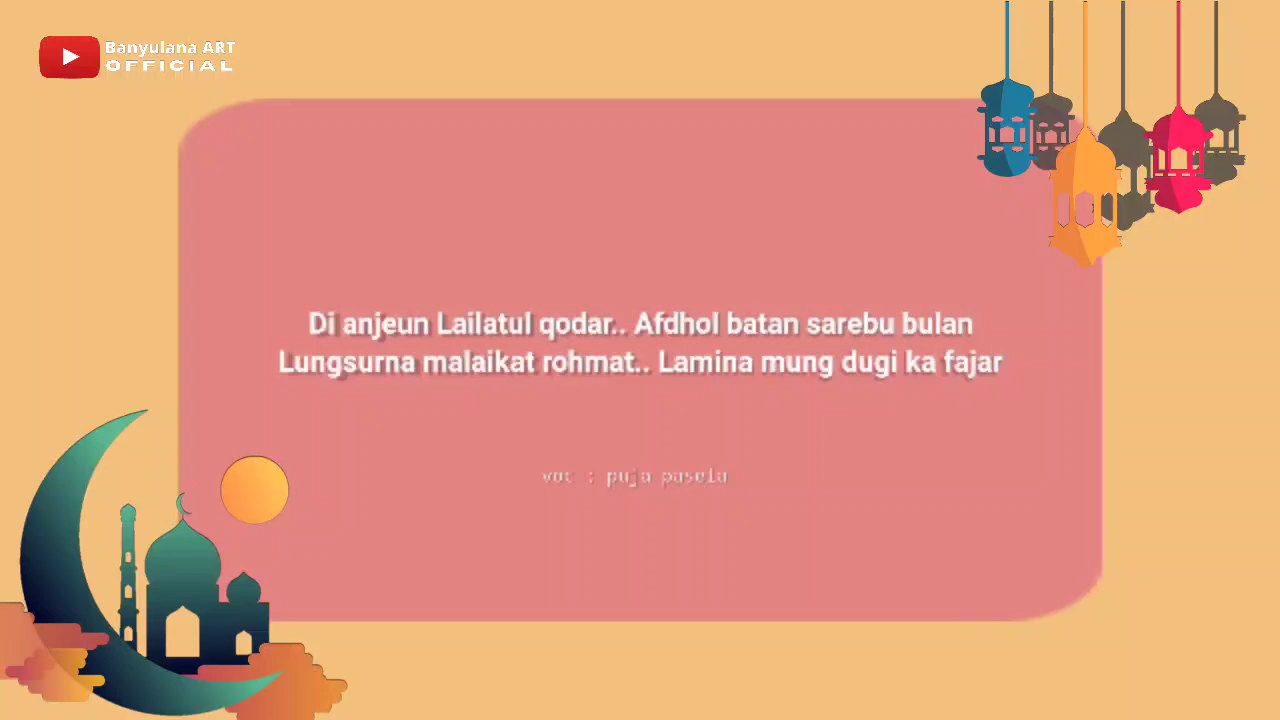 Banyulana ART
OFFICIAL
Di anjeun Lailatul qodar.. Afdhol batan sarebu bulan
Lungsurna malaikat rohmat.. Lamina mung dugi ka fajar
voc : puja pasela